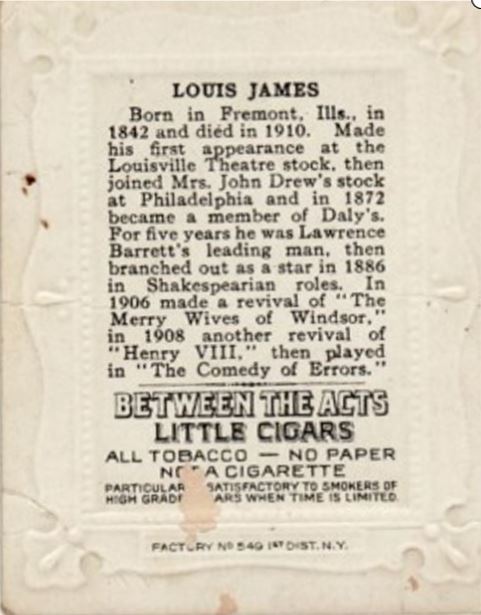 LOUIS JAMES
Born in Fremont, Ills., in
1842 and died in 1910. Made
his first appearance at the
Louisville Theatre stock, then
joined Mrs. John Drew's stock
at Philadelphia and in 1872
became a member of Daly's.
For five years he was Lawrence
Barrett's leading man, then
branched out as a star in 1886
in Shakespearian roles. In
1906 made a revival of "The
Merry Wives of Windsor,"
in 1908 another revival of
"Henry VIII," then played
in "The Comedy of Errors."
BETWEEN THE ACTS
LITTLE CIGARS
ALL TOBACCO — NO PAPER
NOT A CIGARETTE
PARTICULAR SATISFACTORY TO SMOKERS OF
HIGH GRADE ARS WHEN TIME IS LIMITED.
FACTORY Nº 549 1ST DIST. N.Y.